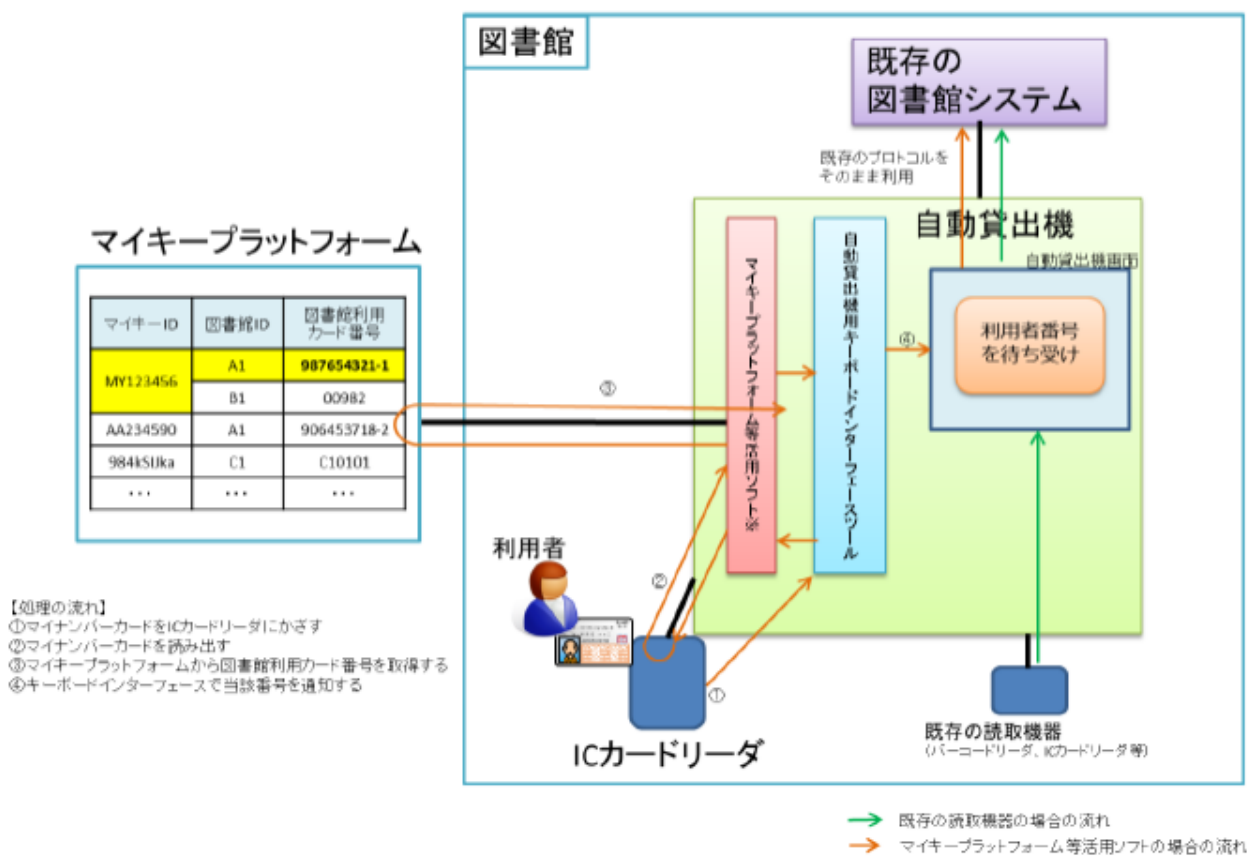 図書館
既存の
図書館システム
既存のプロトコルを
そのまま利用
自動貸出機
自動貸出機画面
利用者番号
を待ち受け
マイキープラットフォーム等活用ソフト※
自動貸出機用キーボードインターフェースツール
④
③
②
①
マイキープラットフォーム
マイキーID 図書館ID 図書館利用
カード番号
MY123456 A1 987654321-1
B1 00982
AA234590 A1 906453718-2
984kSUka C1 C10101
・・・ ・・・ ・・・
利用者
ICカードリーダ
既存の読取機器
(バーコードリーダ、ICカードリーダ等)
【処理の流れ】
①マイナンバーカードをICカードリーダにかざす
②マイナンバーカードを読み出す
③マイキープラットフォームから図書館利用カード番号を取得する
④キーボードインターフェースで当該番号を通知する
既存の読取機器の場合の流れ
マイキープラットフォーム等活用ソフトの場合の流れ